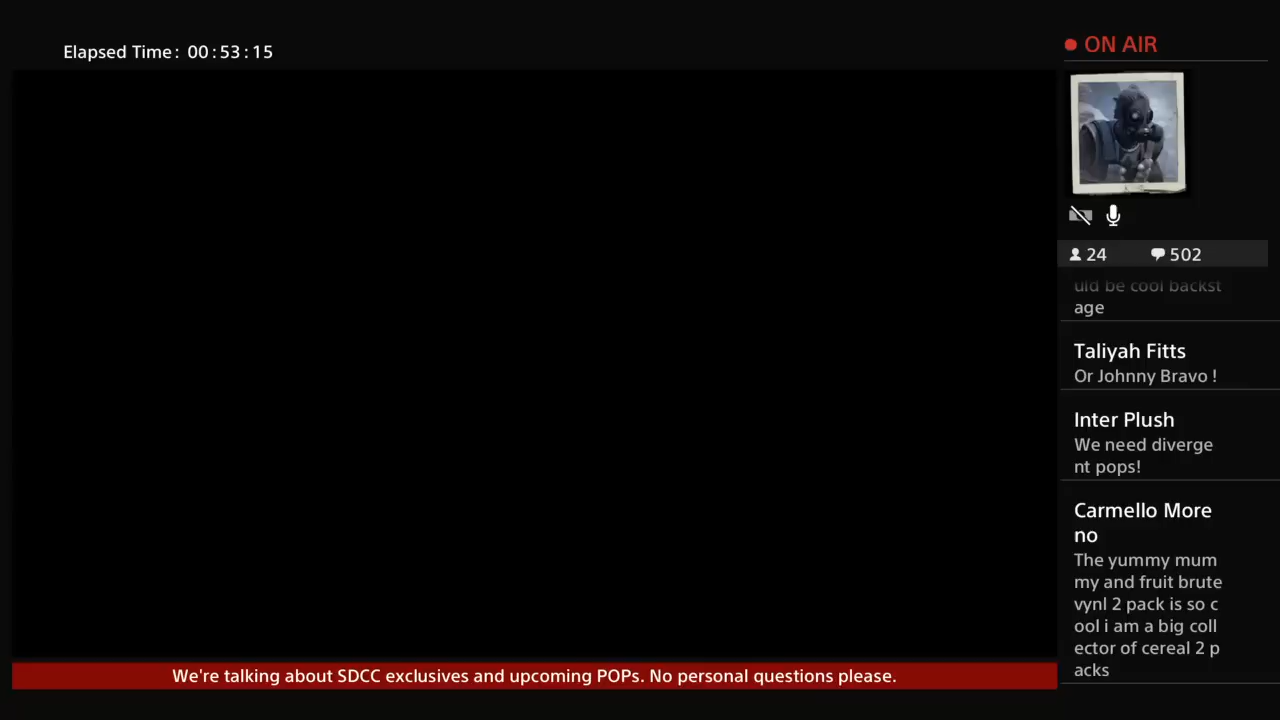 Elapsed Time: 00:53:15
ON AIR
24 502
uld be cool backst
age
Taliyah Fitts
Or Johnny Bravo !
Inter Plush
We need diverge
nt pops!
Carmello More
no
The yummy mum
my and fruit brute
vynl 2 pack is so c
ool i am a big coll
ector of cereal 2 p
acks
We're talking about SDCC exclusives and upcoming POPs. No personal questions please.